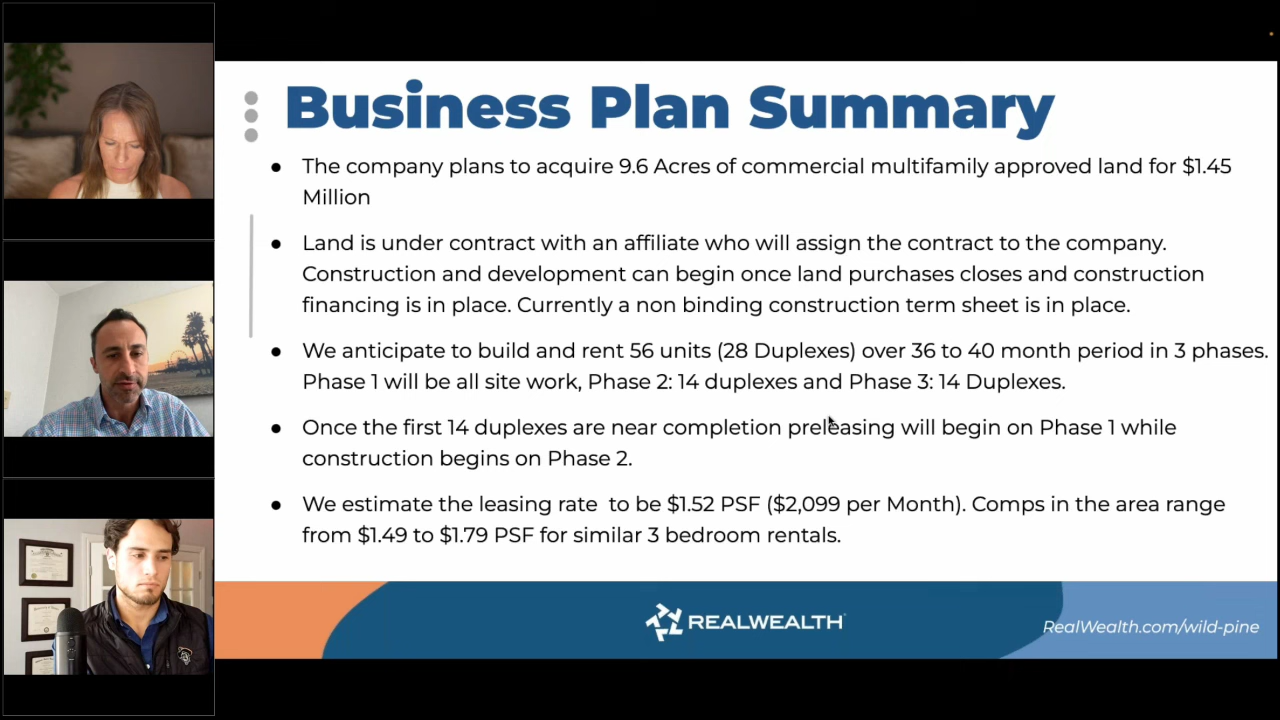 Business Plan Summary
● The company plans to acquire 9.6 Acres of commercial multifamily approved land for $1.45
Million
● Land is under contract with an affiliate who will assign the contract to the company.
Construction and development can begin once land purchases closes and construction
financing is in place. Currently a non binding construction term sheet is in place.
● We anticipate to build and rent 56 units (28 Duplexes) over 36 to 40 month period in 3 phases.
Phase 1 will be all site work, Phase 2: 14 duplexes and Phase 3: 14 Duplexes.
● Once the first 14 duplexes are near completion preleasing will begin on Phase 1 while
construction begins on Phase 2.
● We estimate the leasing rate to be $1.52 PSF ($2,099 per Month). Comps in the area range
from $1.49 to $1.79 PSF for similar 3 bedroom rentals.
REALWEALTH
RealWealth.com/wild-pine